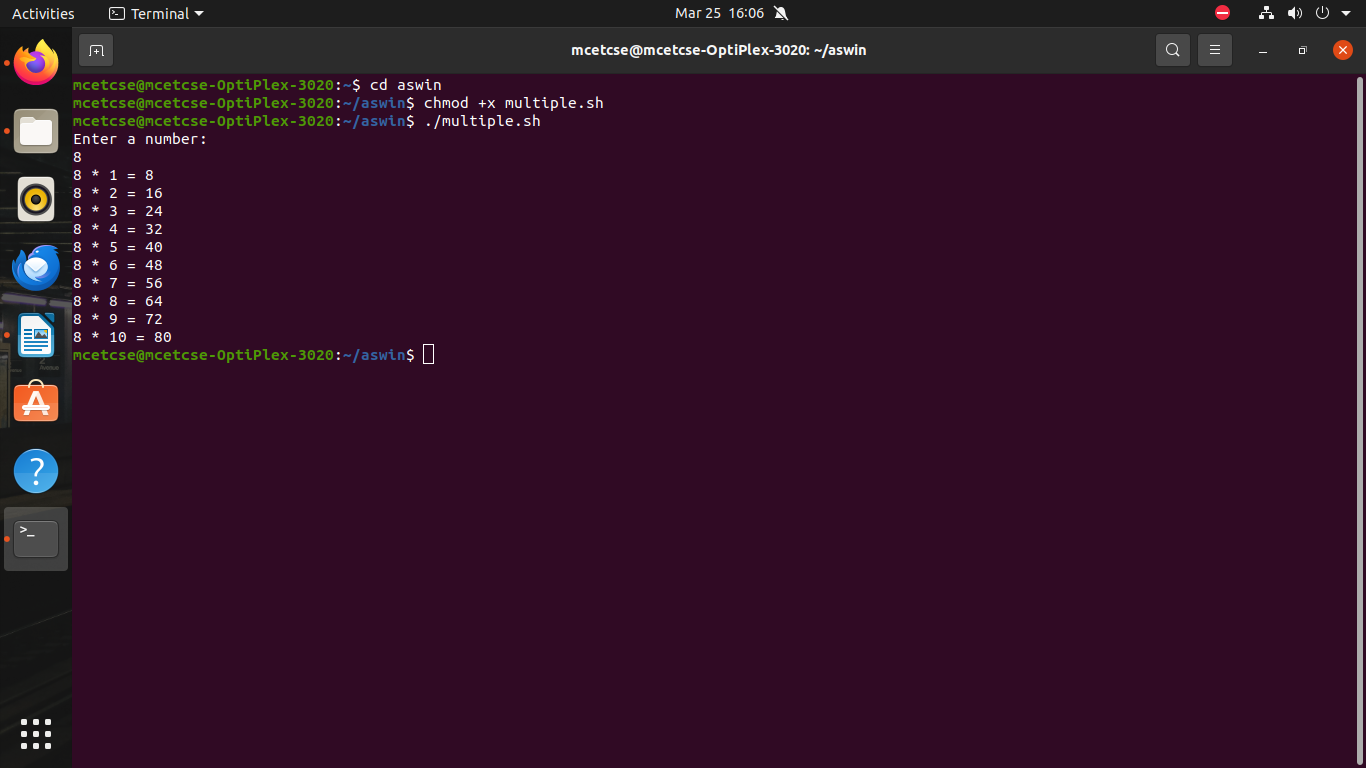 Activities Terminal Mar 25 16:06
mcetcse@mcetcse-OptiPlex-3020: ~/aswin
mcetcse@mcetcse-OptiPlex-3020:~$ cd aswin
mcetcse@mcetcse-OptiPlex-3020:~/aswin$ chmod +x multiple.sh
mcetcse@mcetcse-OptiPlex-3020:~/aswin$ ./multiple.sh
Enter a number:
8
8 * 1 = 8
8 * 2 = 16
8 * 3 = 24
8 * 4 = 32
8 * 5 = 40
8 * 6 = 48
8 * 7 = 56
8 * 8 = 64
8 * 9 = 72
8 * 10 = 80
mcetcse@mcetcse-OptiPlex-3020:~/aswin$